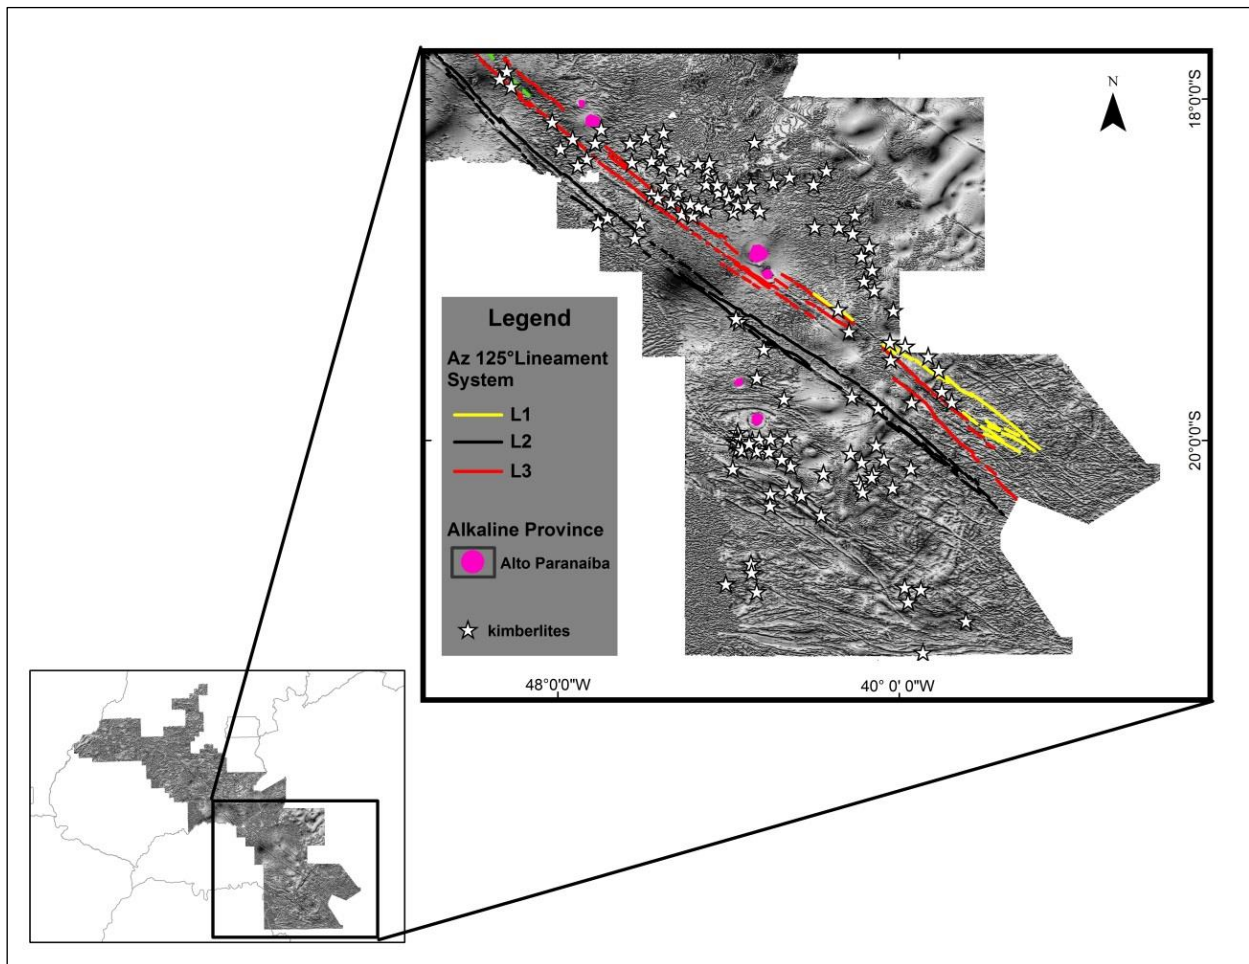 N
18°0'0"S
Legend
Az 125°Lineament
System
L1
L2
L3
20°0'0"S
Alkaline Province
Alto Paranaíba
kimberlites
48°0'0"W
40°0'0"W